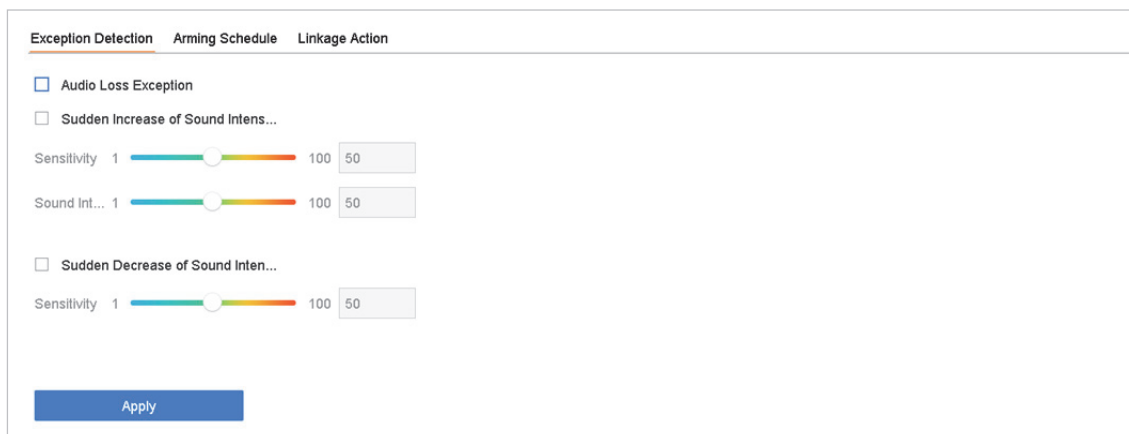 Exception Detection Arming Schedule Linkage Action
Audio Loss Exception
Sudden Increase of Sound Intens...
Sensitivity 1 100 50
Sound Int... 1 100 50
Sudden Decrease of Sound Inten...
Sensitivity 1 100 50
Apply